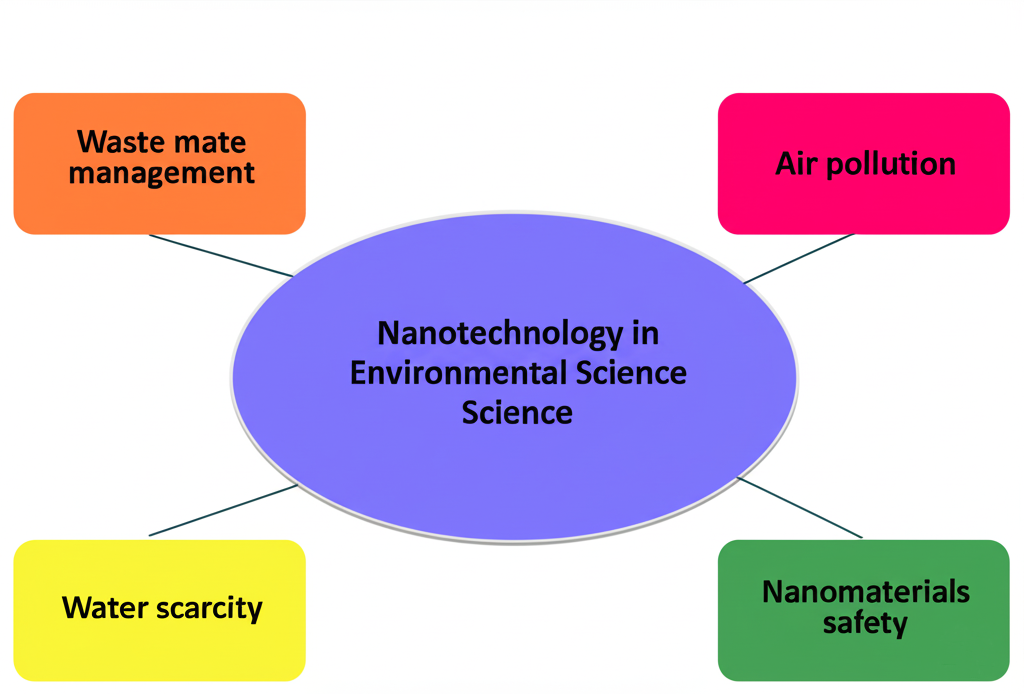 Waste mate
management
Air pollution
Nanotechnology in
Environmental Science
Science
Water scarcity
Nanomaterials
safety